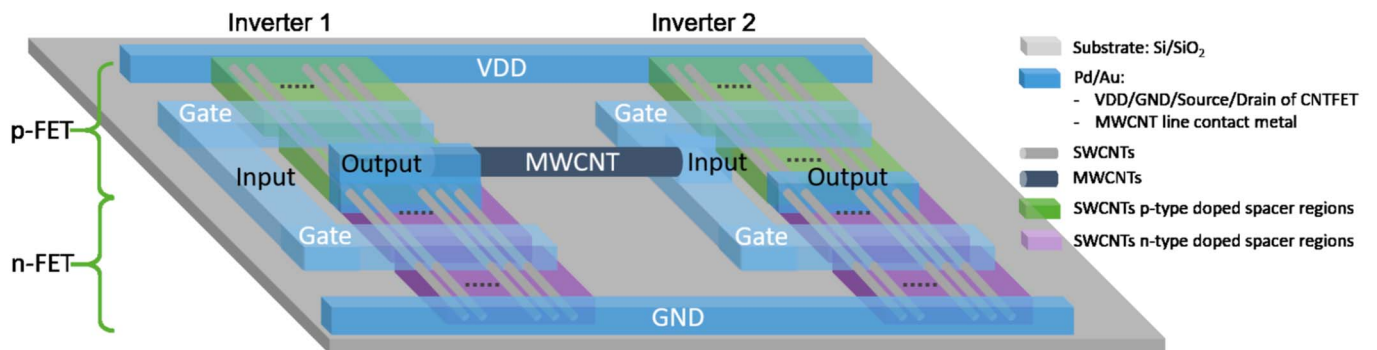 Inverter 1
Inverter 2
VDD
Gate
Gate
p-FET
Output
MWCNT
Input
Input
Output
Gate
Gate
n-FET
GND
Substrate: Si/SiO₂
Pd/Au:
- VDD/GND/Source/Drain of CNTFET
- MWCNT line contact metal
SWCNTs
MWCNTs
SWCNTs p-type doped spacer regions
SWCNTs n-type doped spacer regions